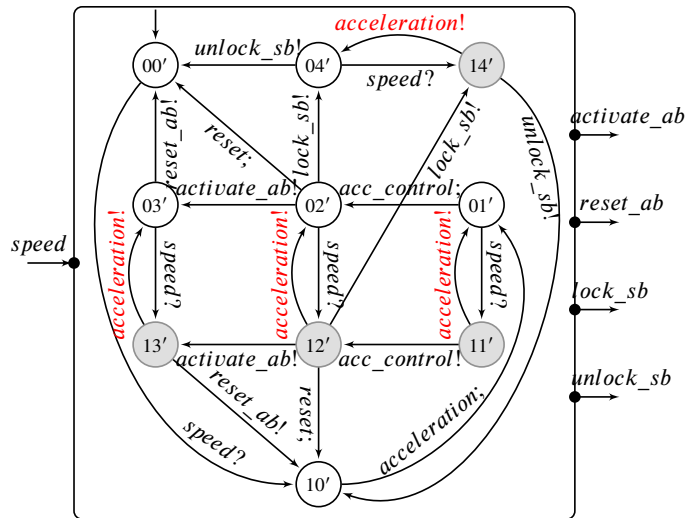 acceleration!
unlock_sb!
00′
04′
14′
speed?
reset_ab!
reset;
lock_sb!
lock_sb!
unlock_sb!
activate_ab
activate_ab!
acc_control;
03′
02′
01′
reset_ab
speed
acceleration!
speed?
acceleration!
speed?
acceleration!
speed?
lock_sb
13′
12′
11′
activate_ab!
acc_control!
unlock_sb
reset_ab!
reset;
acceleration;
speed?
10′